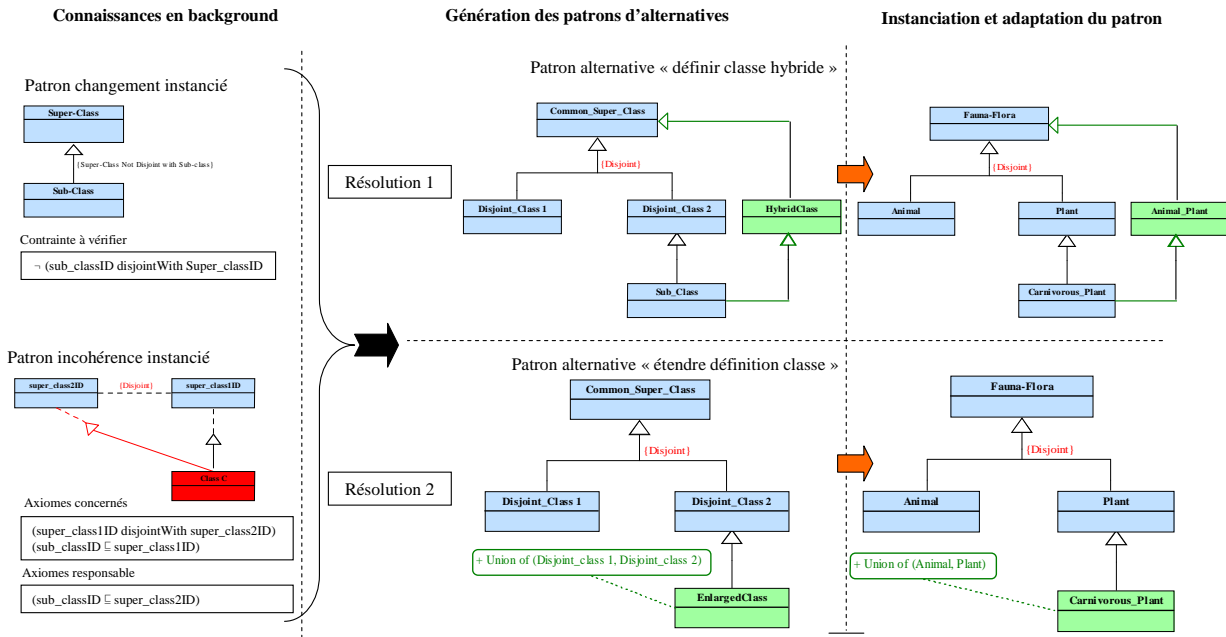 Connaissances en background
Génération des patrons d'alternatives
Instanciation et adaptation du patron
Patron changement instancié
Super-Class
{Super-Class Not Disjoint with Sub-class}
Sub-Class
Contrainte à vérifier
¬ (sub_classID disjointWith Super_classID
Patron incohérence instancié
super_class2ID
{Disjoint}
super_class1ID
Class C
Axiomes concernés
(super_class1ID disjointWith super_class2ID)
(sub_classID ⊑ super_class1ID)
Axiomes responsable
(sub_classID ⊑ super_class2ID)
Résolution 1
Patron alternative « définir classe hybride »
Common_Super_Class
{Disjoint}
Disjoint_Class 1
Disjoint_Class 2
HybridClass
Sub_Class
Fauna-Flora
{Disjoint}
Animal
Plant
Animal_Plant
Carnivorous_Plant
Résolution 2
Patron alternative « étendre définition classe »
Common_Super_Class
{Disjoint}
Disjoint_Class 1
Disjoint_Class 2
+ Union of (Disjoint_class 1, Disjoint_class 2)
EnlargedClass
Fauna-Flora
{Disjoint}
Animal
Plant
+ Union of (Animal, Plant)
Carnivorous_Plant